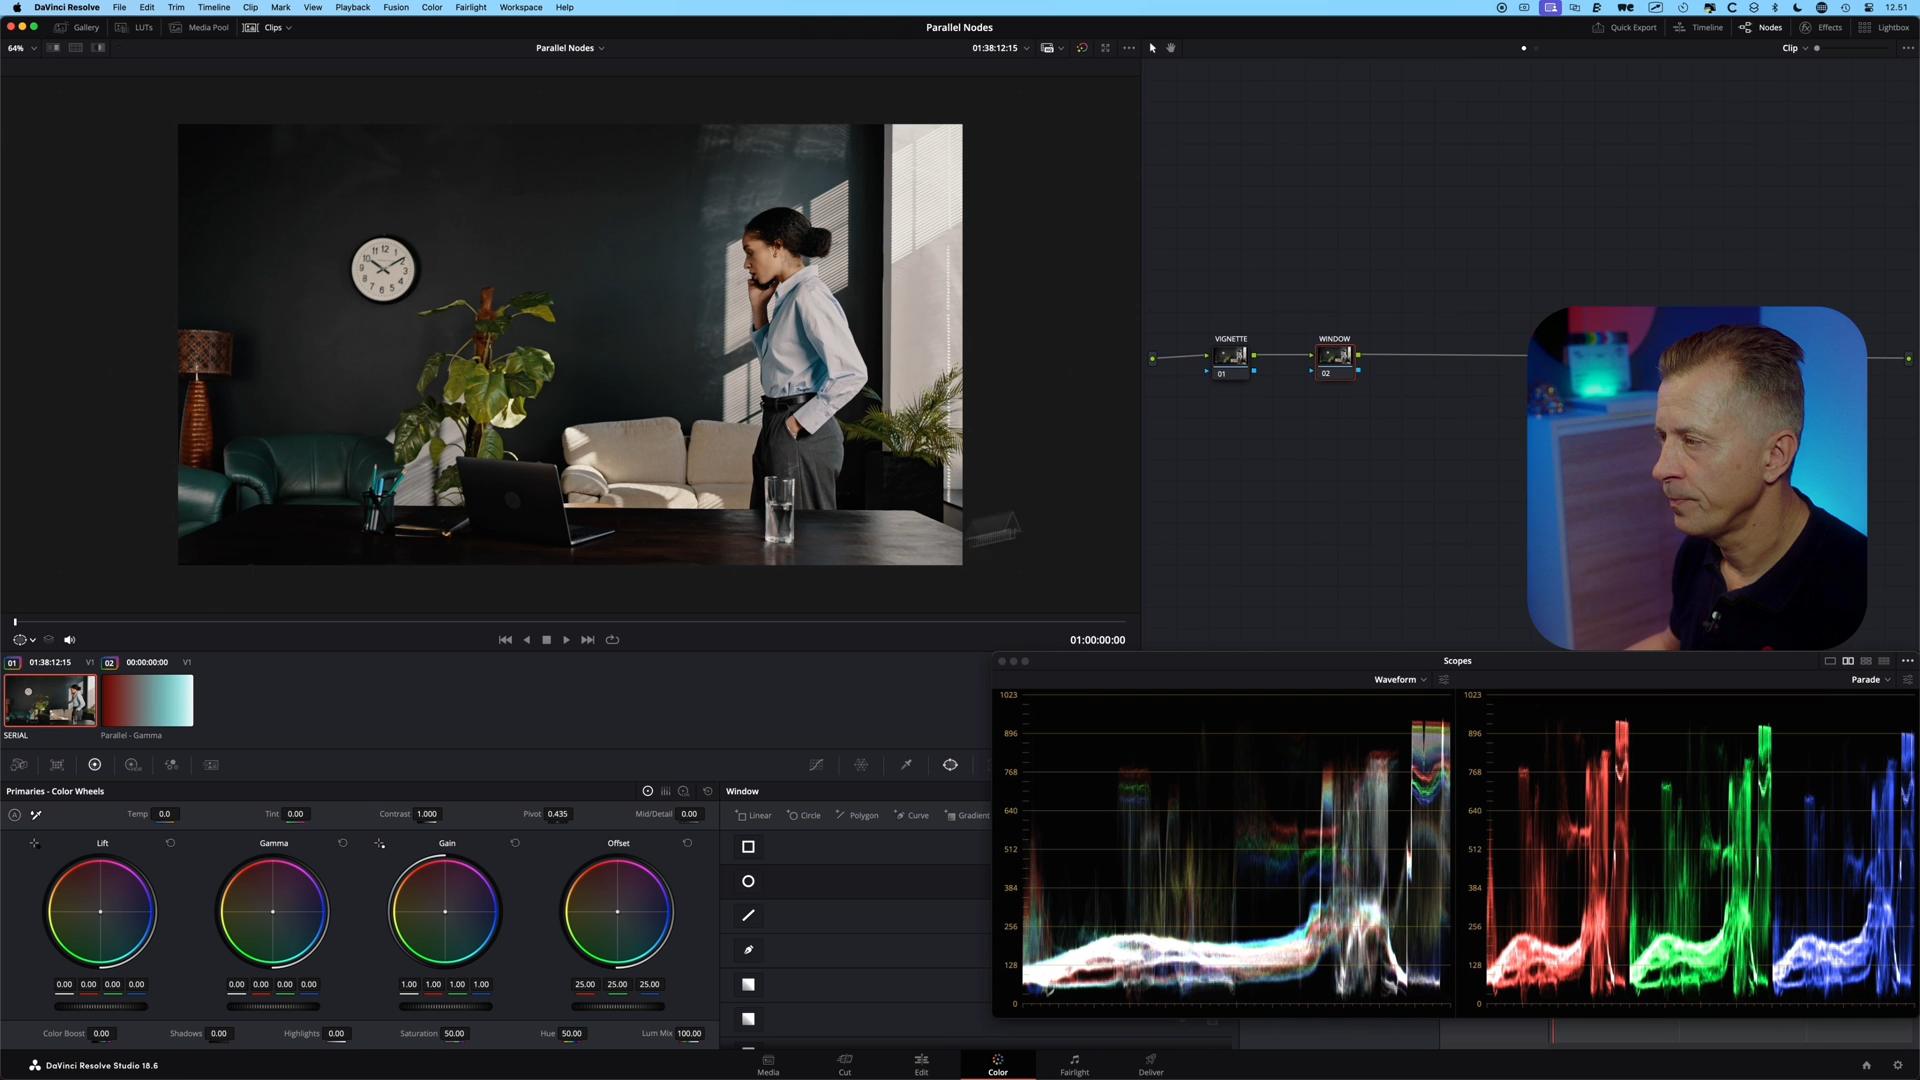 DaVinci Resolve File Edit Trim Timeline Clip Mark View Playback Fusion Color Fairlight Workspace Help 12.51
Gallery LUTs Media Pool Clips Parallel Nodes Quick Export Timeline Nodes Effects Lightbox
64% Parallel Nodes 01:38:12:15 Clip
VIGNETTE WINDOW
01 02
01:00:00:00
01 01:38:12:15 V1 02 00:00:00:00 V1
SERIAL Parallel - Gamma
Scopes
Waveform Parade
1023 1023
896 896
768 768
640 640
512 512
384 384
256 256
128 128
0 0
Primaries - Color Wheels Window
Temp 0.0 Tint 0.00 Contrast 1.000 Pivot 0.435 Mid/Detail 0.00
Linear Circle Polygon Curve Gradient
Lift Gamma Gain Offset
0.00 0.00 0.00 0.00 0.00 0.00 0.00 0.00 1.00 1.00 1.00 1.00 25.00 25.00 25.00
Color Boost 0.00 Shadows 0.00 Highlights 0.00 Saturation 50.00 Hue 50.00 Lum Mix 100.00
DaVinci Resolve Studio 18.6
Media Cut Edit Color Fairlight Deliver